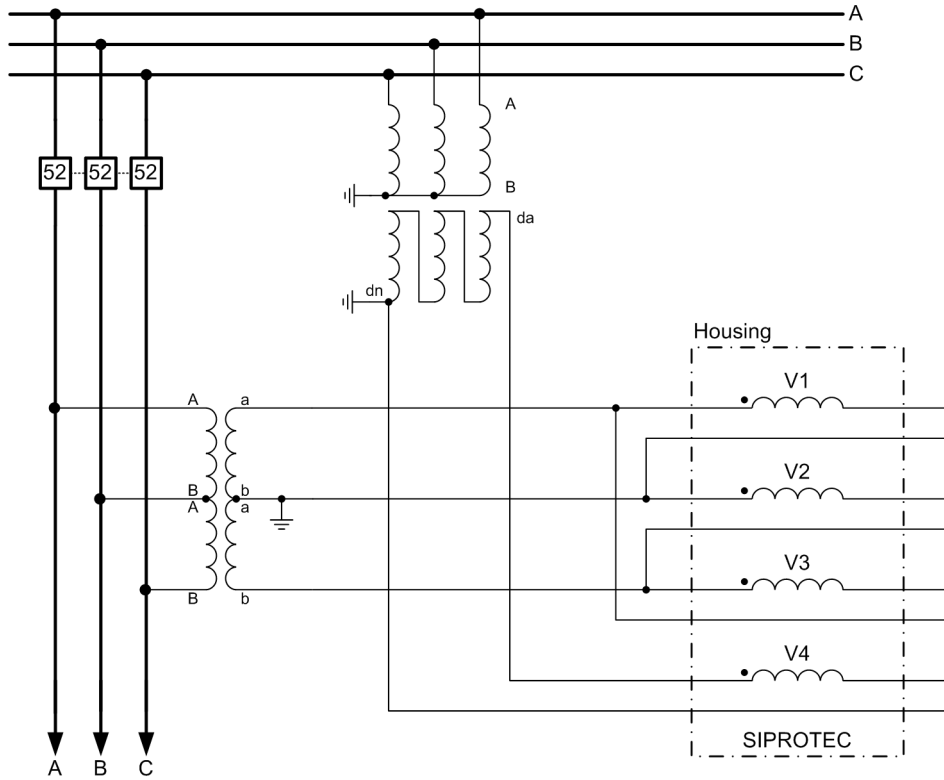 A
B
C
A
52 52 52
B
da
dn
Housing
V1
A a
V2
B b
A a
V3
B b
V4
SIPROTEC
A B C